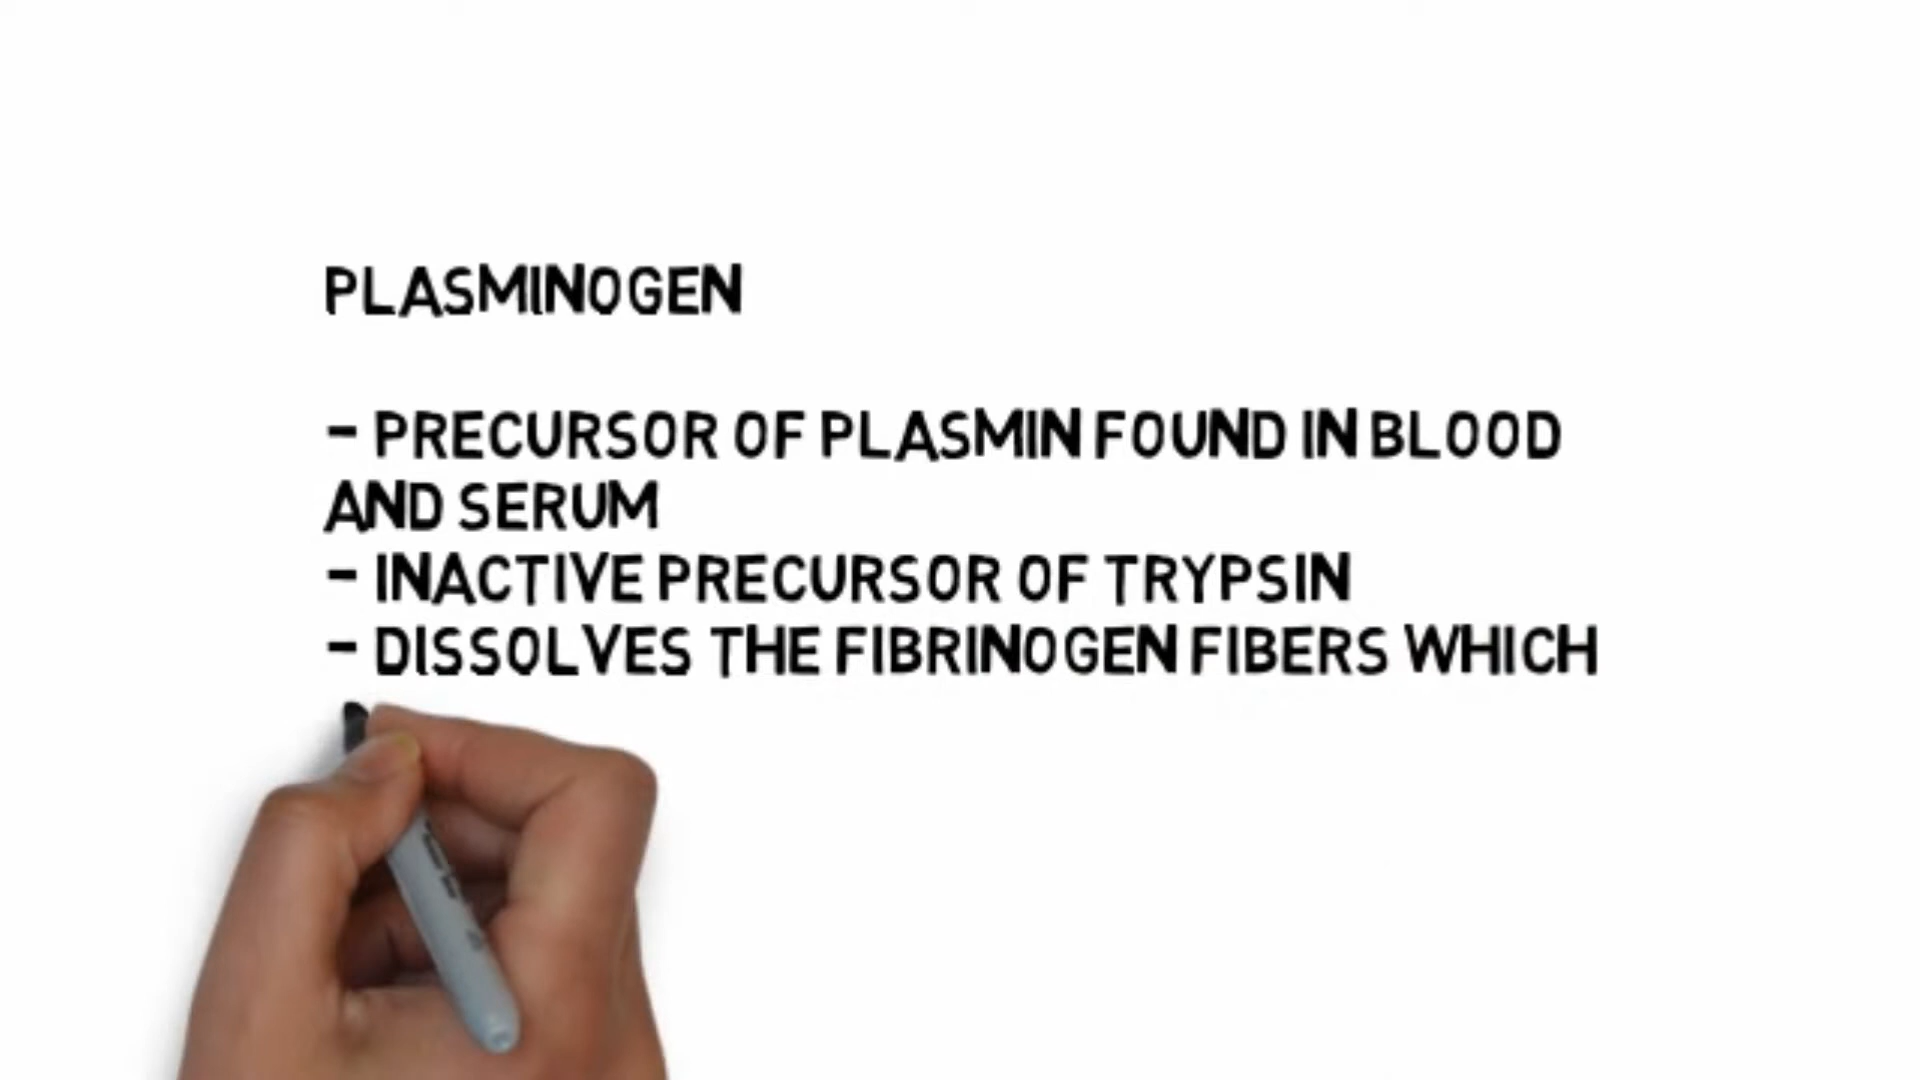 PLASMINOGEN
- PRECURSOR OF PLASMIN FOUND IN BLOOD
AND SERUM
- INACTIVE PRECURSOR OF TRYPSIN
- DISSOLVES THE FIBRINOGEN FIBERS WHICH